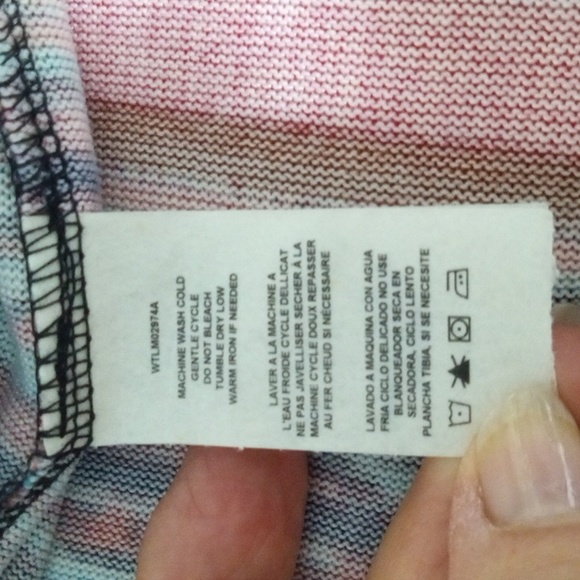 WTLM02974A
MACHINE WASH COLD
GENTLE CYCLE
DO NOT BLEACH
TUMBLE DRY LOW
WARM IRON IF NEEDED
LAVER A LA MACHINE A
L'EAU FROIDE CYCLE DELLICAT
NE PAS JAVELLISER SECHER À LA
MACHINE CYCLE DOUX REPASSER
AU FER CHEUD SI NÉCESSAIRE
LAVADO A MAQUINA CON AGUA
FRIA CICLO DELICADO NO USE
BLANQUEADOR SECA EN
SECADORA, CICLO LENTO
PLANCHA TIBIA, SI SE NECESITE